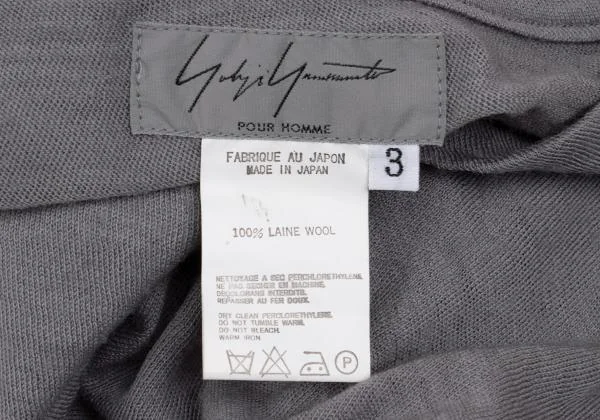 Yohji Yamamoto
POUR HOMME
FABRIQUE AU JAPON
MADE IN JAPAN
3
100% LAINE WOOL
NETTOYAGE A SEC PERCHLORETHYLENE.
NE PAS SECHER EN MACHINE.
DECOLORANS INTERDITS.
REPASSER AU FER DOUX.
DRY CLEAN PERCLORETHYLENE.
DO NOT TUMBLE WARM.
DO NOT BLEACH.
WARM IRON.
P